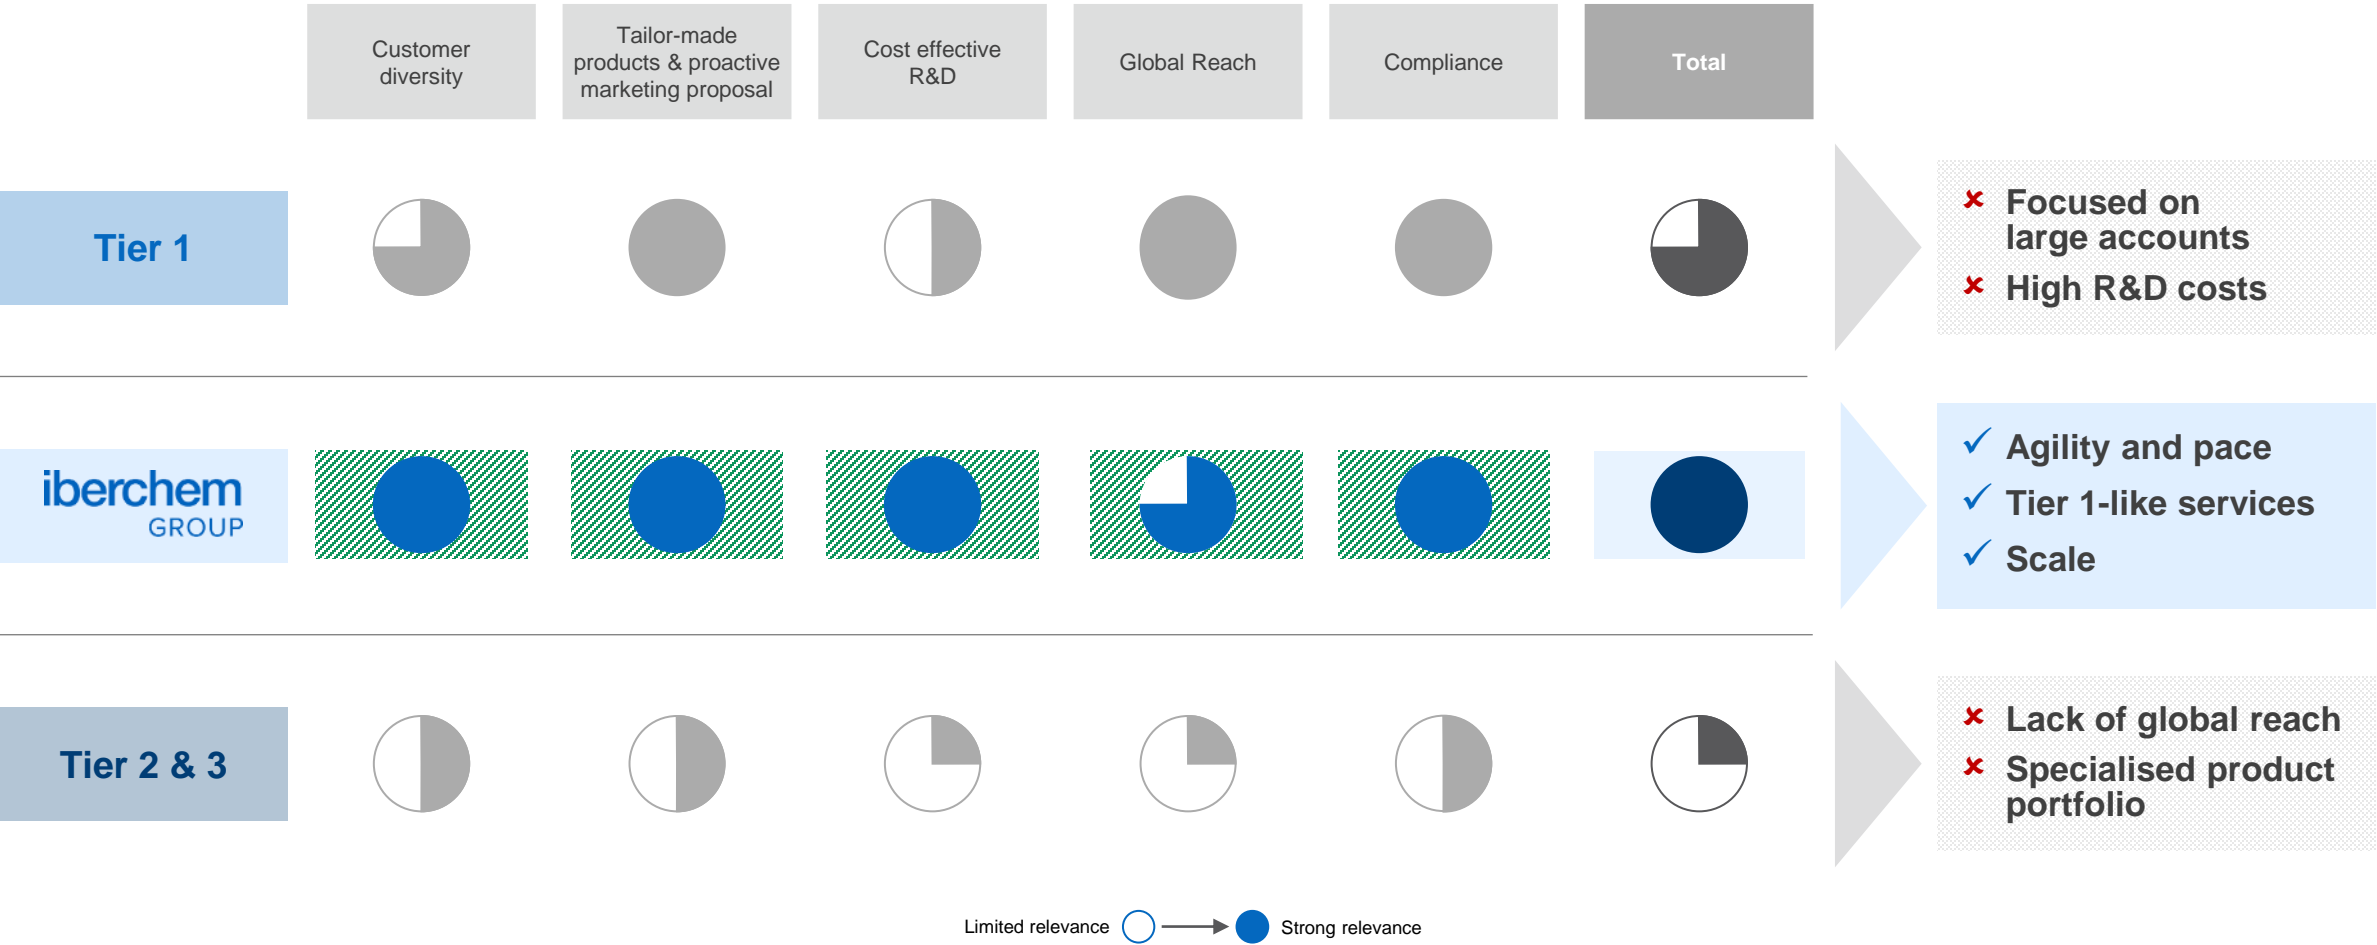 Customer
diversity
Tailor-made
products & proactive
marketing proposal
Cost effective
R&D
Global Reach
Compliance
Total
Tier 1
Focused on
large accounts
High R&D costs
iberchem
GROUP
Agility and pace
Tier 1-like services
Scale
Tier 2 & 3
Lack of global reach
Specialised product
portfolio
Limited relevance
Strong relevance